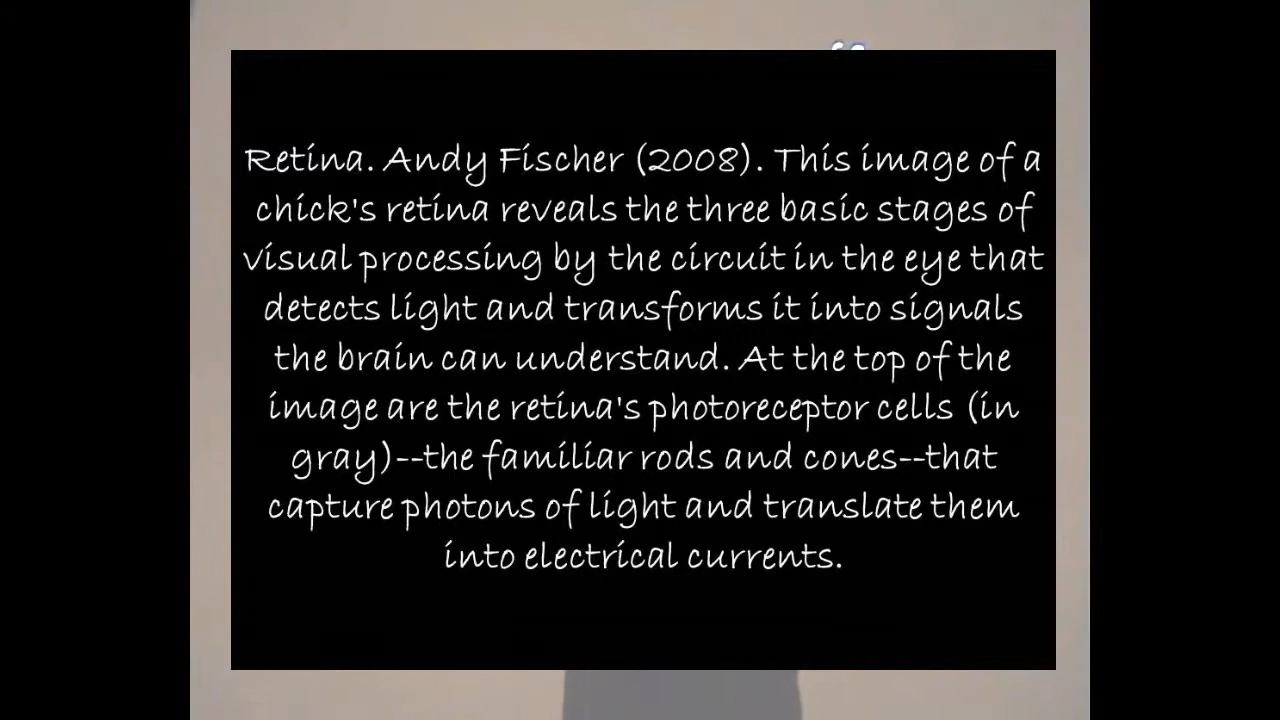 Retina. Andy Fischer (2008). This image of a
chick's retina reveals the three basic stages of
visual processing by the circuit in the eye that
detects light and transforms it into signals
the brain can understand. At the top of the
image are the retina's photoreceptor cells (in
gray)--the familiar rods and cones--that
capture photons of light and translate them
into electrical currents.